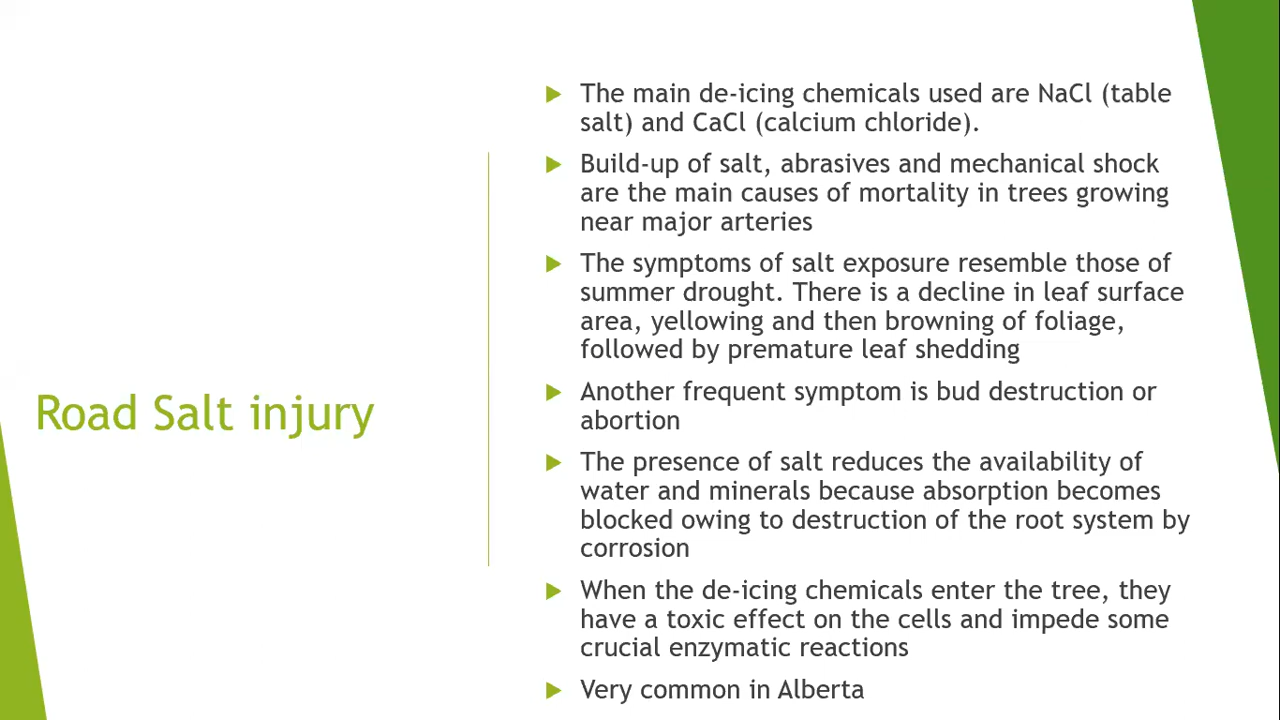 Road Salt injury
The main de-icing chemicals used are NaCl (table
salt) and CaCl (calcium chloride).
Build-up of salt, abrasives and mechanical shock
are the main causes of mortality in trees growing
near major arteries
The symptoms of salt exposure resemble those of
summer drought. There is a decline in leaf surface
area, yellowing and then browning of foliage,
followed by premature leaf shedding
Another frequent symptom is bud destruction or
abortion
The presence of salt reduces the availability of
water and minerals because absorption becomes
blocked owing to destruction of the root system by
corrosion
When the de-icing chemicals enter the tree, they
have a toxic effect on the cells and impede some
crucial enzymatic reactions
Very common in Alberta